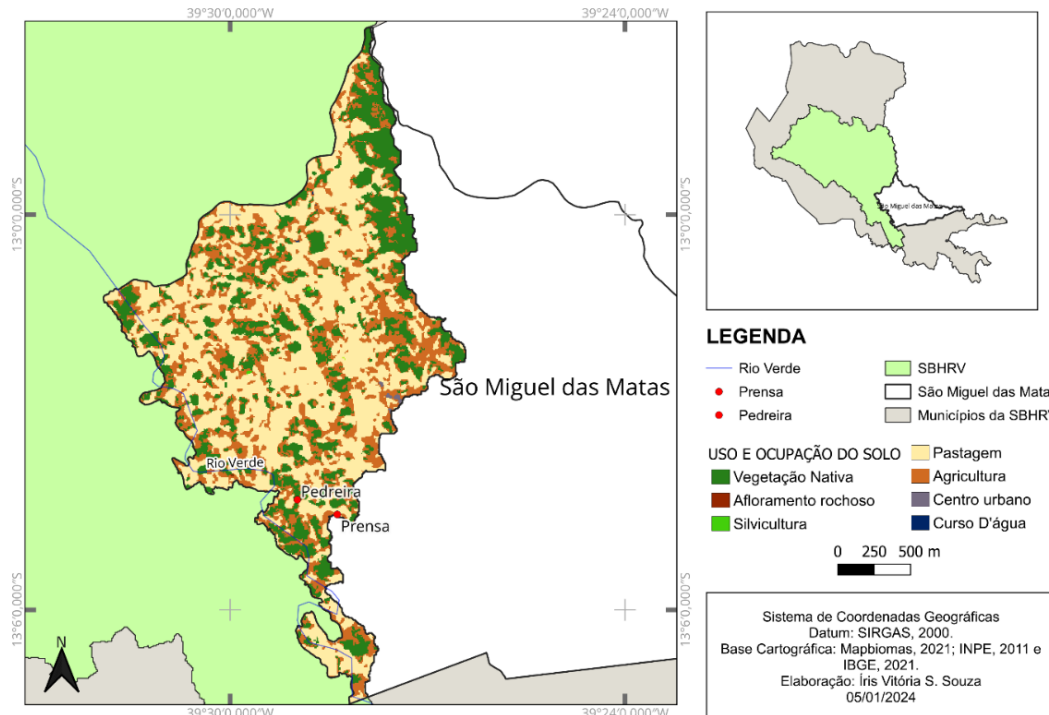 39°30'0,000"W
39°24'0,000"W
13°0'0,000"S
13°0'0,000"S
São Miguel das Matas
Rio Verde
Pedreira
Prensa
13°6'0,000"S
13°6'0,000"S
N
39°30'0,000"W
39°24'0,000"W
São Miguel das Matas
LEGENDA
Rio Verde
SBHRV
Prensa
São Miguel das Mata
Pedreira
Municípios da SBHRV
USO E OCUPAÇÃO DO SOLO
Pastagem
Vegetação Nativa
Agricultura
Afloramento rochoso
Centro urbano
Silvicultura
Curso D'água
0 250 500 m
Sistema de Coordenadas Geográficas
Datum: SIRGAS, 2000.
Base Cartográfica: Mapbiomas, 2021; INPE, 2011 e
IBGE, 2021.
Elaboração: Íris Vitória S. Souza
05/01/2024